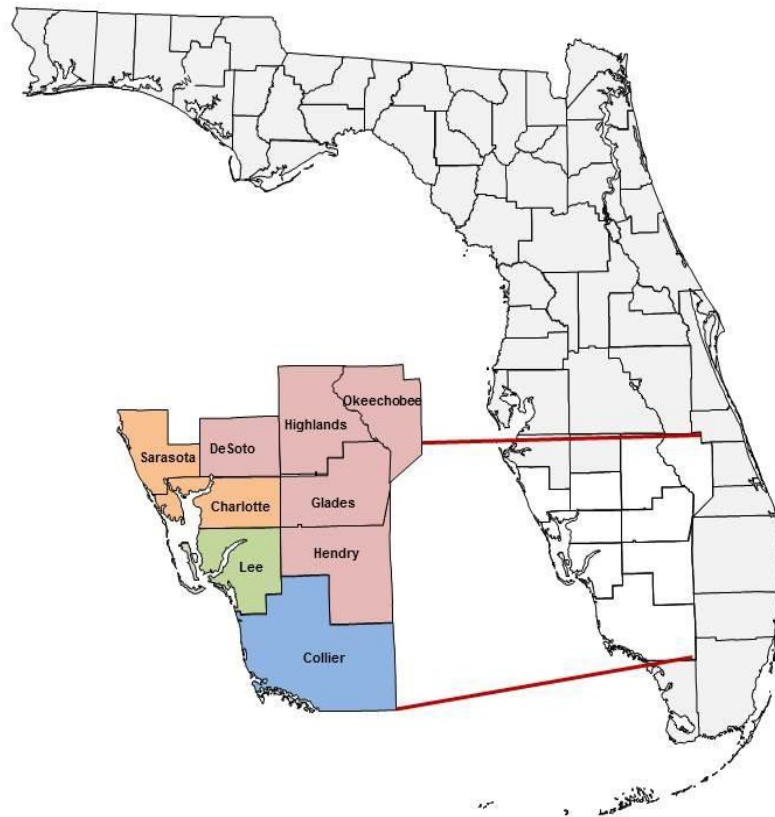 Okeechobee
Highlands
DeSoto
Sarasota
Charlotte
Glades
Hendry
Lee
Collier